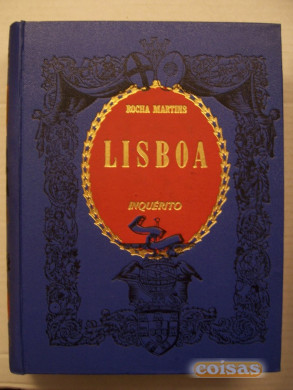 ROCHA MARTINS
LISBOA
INQUÉRITO
coisas